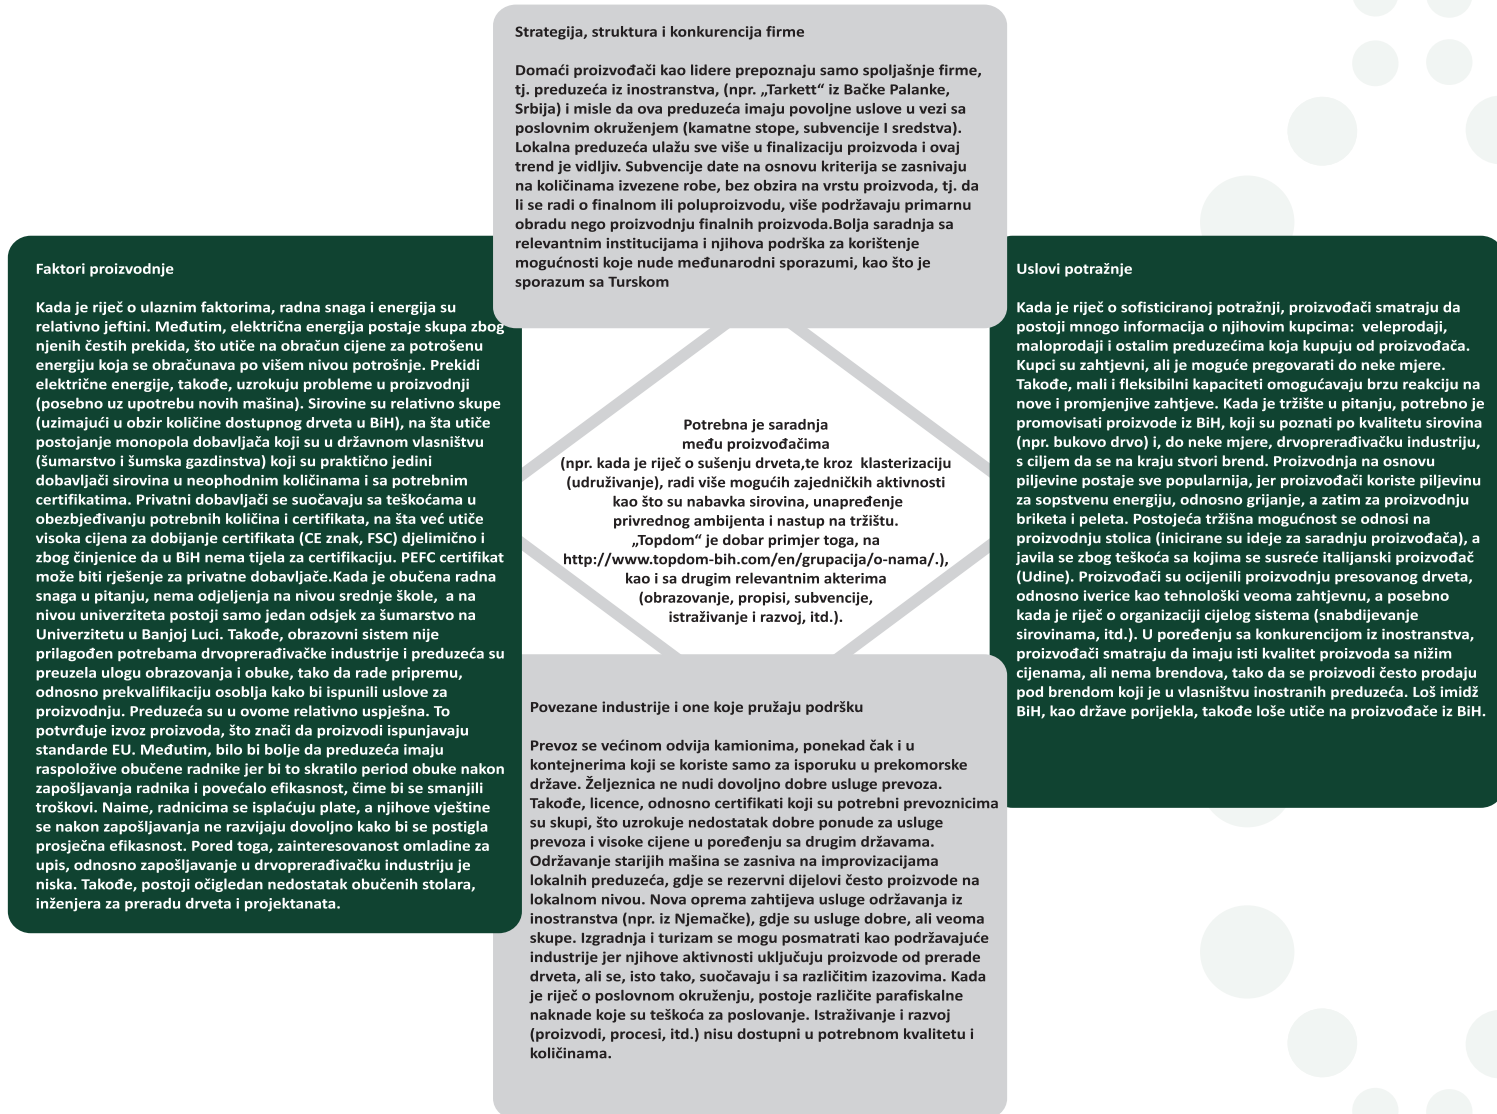 Strategija, struktura i konkurencija firme
Domaći proizvođači kao lidere prepoznaju samo spoljašnje firme,
tj. preduzeća iz inostranstva, (npr. „Tarkett“ iz Bačke Palanke,
Srbija) i misle da ova preduzeća imaju povoljne uslove u vezi sa
poslovnim okruženjem (kamatne stope, subvencije I sredstva).
Lokalna preduzeća ulažu sve više u finalizaciju proizvoda i ovaj
trend je vidljiv. Subvencije date na osnovu kriterija se zasnivaju
na količinama izvezene robe, bez obzira na vrstu proizvoda, tj. da
li se radi o finalnom ili poluproizvodu, više podržavaju primarnu
obradu nego proizvodnju finalnih proizvoda.Bolja saradnja sa
relevantnim institucijama i njihova podrška za korištenje
mogućnosti koje nude međunarodni sporazumi, kao što je
sporazum sa Turskom
Faktori proizvodnje
Kada je riječ o ulaznim faktorima, radna snaga i energija su
relativno jeftini. Međutim, električna energija postaje skupa zbog
njenih čestih prekida, što utiče na obračun cijene za potrošenu
energiju koja se obračunava po višem nivou potrošnje. Prekidi
električne energije, takođe, uzrokuju probleme u proizvodnji
(posebno uz upotrebu novih mašina). Sirovine su relativno skupe
(uzimajući u obzir količine dostupnog drveta u BiH), na šta utiče
postojanje monopola dobavljača koji su u državnom vlasništvu
(šumarstvo i šumska gazdinstva) koji su praktično jedini
dobavljači sirovina u neophodnim količinama i sa potrebnim
certifikatima. Privatni dobavljači se suočavaju sa teškoćama u
obezbjeđivanju potrebnih količina i certifikata, na šta već utiče
visoka cijena za dobijanje certifikata (CE znak, FSC) djelimično i
zbog činjenice da u BiH nema tijela za certifikaciju. PEFC certifikat
može biti rješenje za privatne dobavljače.Kada je obučena radna
snaga u pitanju, nema odjeljenja na nivou srednje škole,  a na
nivou univerziteta postoji samo jedan odsjek za šumarstvo na
Univerzitetu u Banjoj Luci. Takođe, obrazovni sistem nije
prilagođen potrebama drvoprerađivačke industrije i preduzeća su
preuzela ulogu obrazovanja i obuke, tako da rade pripremu,
odnosno prekvalifikaciju osoblja kako bi ispunili uslove za
proizvodnju. Preduzeća su u ovome relativno uspješna. To
potvrđuje izvoz proizvoda, što znači da proizvodi ispunjavaju
standarde EU. Međutim, bilo bi bolje da preduzeća imaju
raspoložive obučene radnike jer bi to skratilo period obuke nakon
zapošljavanja radnika i povećalo efikasnost, čime bi se smanjili
troškovi. Naime, radnicima se isplaćuju plate, a njihove vještine
se nakon zapošljavanja ne razvijaju dovoljno kako bi se postigla
prosječna efikasnost. Pored toga, zainteresovanost omladine za
upis, odnosno zapošljavanje u drvoprerađivačku industriju je
niska. Takođe, postoji očigledan nedostatak obučenih stolara,
inženjera za preradu drveta i projektanata.
Potrebna je saradnja
među proizvođačima
(npr. kada je riječ o sušenju drveta,te kroz  klasterizaciju
(udruživanje), radi više mogućih zajedničkih aktivnosti
kao što su nabavka sirovina, unapređenje
privrednog ambijenta i nastup na tržištu.
„Topdom“ je dobar primjer toga, na
http://www.topdom-bih.com/en/grupacija/o-nama/.),
kao i sa drugim relevantnim akterima
(obrazovanje, propisi, subvencije,
istraživanje i razvoj, itd.).
Uslovi potražnje
Kada je riječ o sofisticiranoj potražnji, proizvođači smatraju da
postoji mnogo informacija o njihovim kupcima:  veleprodaji,
maloprodaji i ostalim preduzećima koja kupuju od proizvođača.
Kupci su zahtjevni, ali je moguće pregovarati do neke mjere.
Takođe, mali i fleksibilni kapaciteti omogućavaju brzu reakciju na
nove i promjenjive zahtjeve. Kada je tržište u pitanju, potrebno je
promovisati proizvode iz BiH, koji su poznati po kvalitetu sirovina
(npr. bukovo drvo) i, do neke mjere, drvoprerađivačku industriju,
s ciljem da se na kraju stvori brend. Proizvodnja na osnovu
piljevine postaje sve popularnija, jer proizvođači koriste piljevinu
za sopstvenu energiju, odnosno grijanje, a zatim za proizvodnju
briketa i peleta. Postojeća tržišna mogućnost se odnosi na
proizvodnju stolica (inicirane su ideje za saradnju proizvođača), a
javila se zbog teškoća sa kojima se susreće italijanski proizvođač
(Udine). Proizvođači su ocijenili proizvodnju presovanog drveta,
odnosno iverice kao tehnološki veoma zahtjevnu, a posebno
kada je riječ o organizaciji cijelog sistema (snabdijevanje
sirovinama, itd.). U poređenju sa konkurencijom iz inostranstva,
proizvođači smatraju da imaju isti kvalitet proizvoda sa nižim
cijenama, ali nema brendova, tako da se proizvodi često prodaju
pod brendom koji je u vlasništvu inostranih preduzeća. Loš imidž
BiH, kao države porijekla, takođe loše utiče na proizvođače iz BiH.
Povezane industrije i one koje pružaju podršku
Prevoz se većinom odvija kamionima, ponekad čak i u
kontejnerima koji se koriste samo za isporuku u prekomorske
države. Željeznica ne nudi dovoljno dobre usluge prevoza.
Takođe, licence, odnosno certifikati koji su potrebni prevoznicima
su skupi, što uzrokuje nedostatak dobre ponude za usluge
prevoza i visoke cijene u poređenju sa drugim državama.
Održavanje starijih mašina se zasniva na improvizacijama
lokalnih preduzeća, gdje se rezervni dijelovi često proizvode na
lokalnom nivou. Nova oprema zahtijeva usluge održavanja iz
inostranstva (npr. iz Njemačke), gdje su usluge dobre, ali veoma
skupe. Izgradnja i turizam se mogu posmatrati kao podržavajuće
industrije jer njihove aktivnosti uključuju proizvode od prerade
drveta, ali se, isto tako, suočavaju i sa različitim izazovima. Kada
je riječ o poslovnom okruženju, postoje različite parafiskalne
naknade koje su teškoća za poslovanje. Istraživanje i razvoj
(proizvodi, procesi, itd.) nisu dostupni u potrebnom kvalitetu i
količinama.